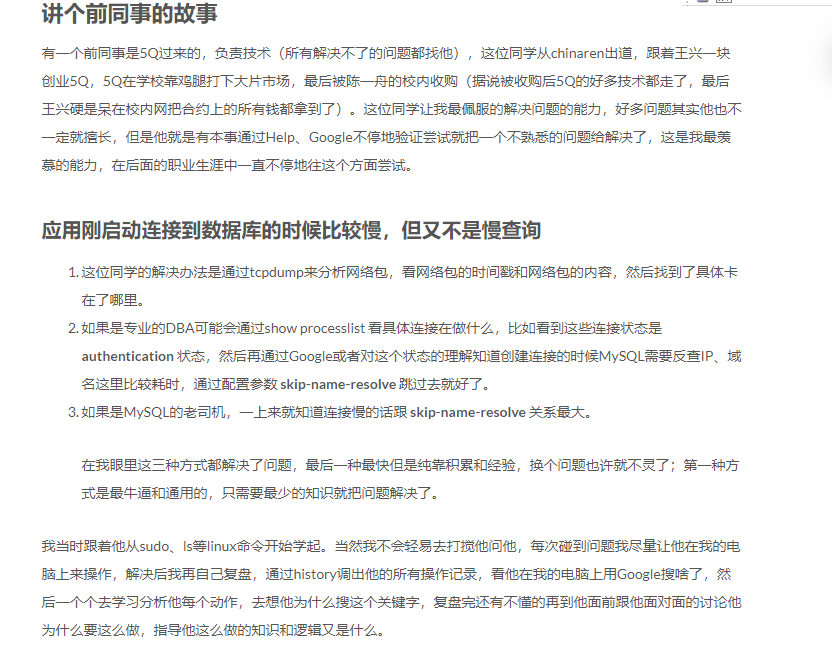 讲个前同事的故事
有一个前同事是5Q过来的，负责技术（所有解决不了的问题都找他），这位同学从chinaren出道，跟着王兴一块
创业5Q，5Q在学校靠鸡腿打下大片市场，最后被陈一舟的校内收购（据说被收购后5Q的好多技术都走了，最后
王兴硬是呆在校内网把合约上的所有钱都拿到了）。这位同学让我最佩服的解决问题的能力，好多问题其实他也不
一定就擅长，但是他就是有本事通过Help、Google不停地验证尝试就把一个不熟悉的问题给解决了，这是我最羡
慕的能力，在后面的职业生涯中一直不停地往这个方面尝试。
应用刚启动连接到数据库的时候比较慢，但又不是慢查询
1. 这位同学的解决办法是通过tcpdump来分析网络包，看网络包的时间戳和网络包的内容，然后找到了具体卡
在了哪里。
2. 如果是专业的DBA可能会通过show processlist 看具体连接在做什么，比如看到这些连接状态是
authentication 状态，然后再通过Google或者对这个状态的理解知道创建连接的时候MySQL需要反查IP、域
名这里比较耗时，通过配置参数 skip-name-resolve 跳过去就好了。
3. 如果是MySQL的老司机，一上来就知道连接慢的话跟 skip-name-resolve 关系最大。
在我眼里这三种方式都解决了问题，最后一种最快但是纯靠积累和经验，换个问题也许就不灵了；第一种方
式是最牛逼和通用的，只需要最少的知识就把问题解决了。
我当时跟着他从sudo、ls等linux命令开始学起。当然我不会轻易去打搅他问他，每次碰到问题我尽量让他在我的电
脑上来操作，解决后我再自己复盘，通过history调出他的所有操作记录，看他在我的电脑上用Google搜啥了，然
后一个个去学习分析他每个动作，去想他为什么搜这个关键字，复盘完还有不懂的再到他面前跟他面对面的讨论他
为什么要这么做，指导他这么做的知识和逻辑又是什么。